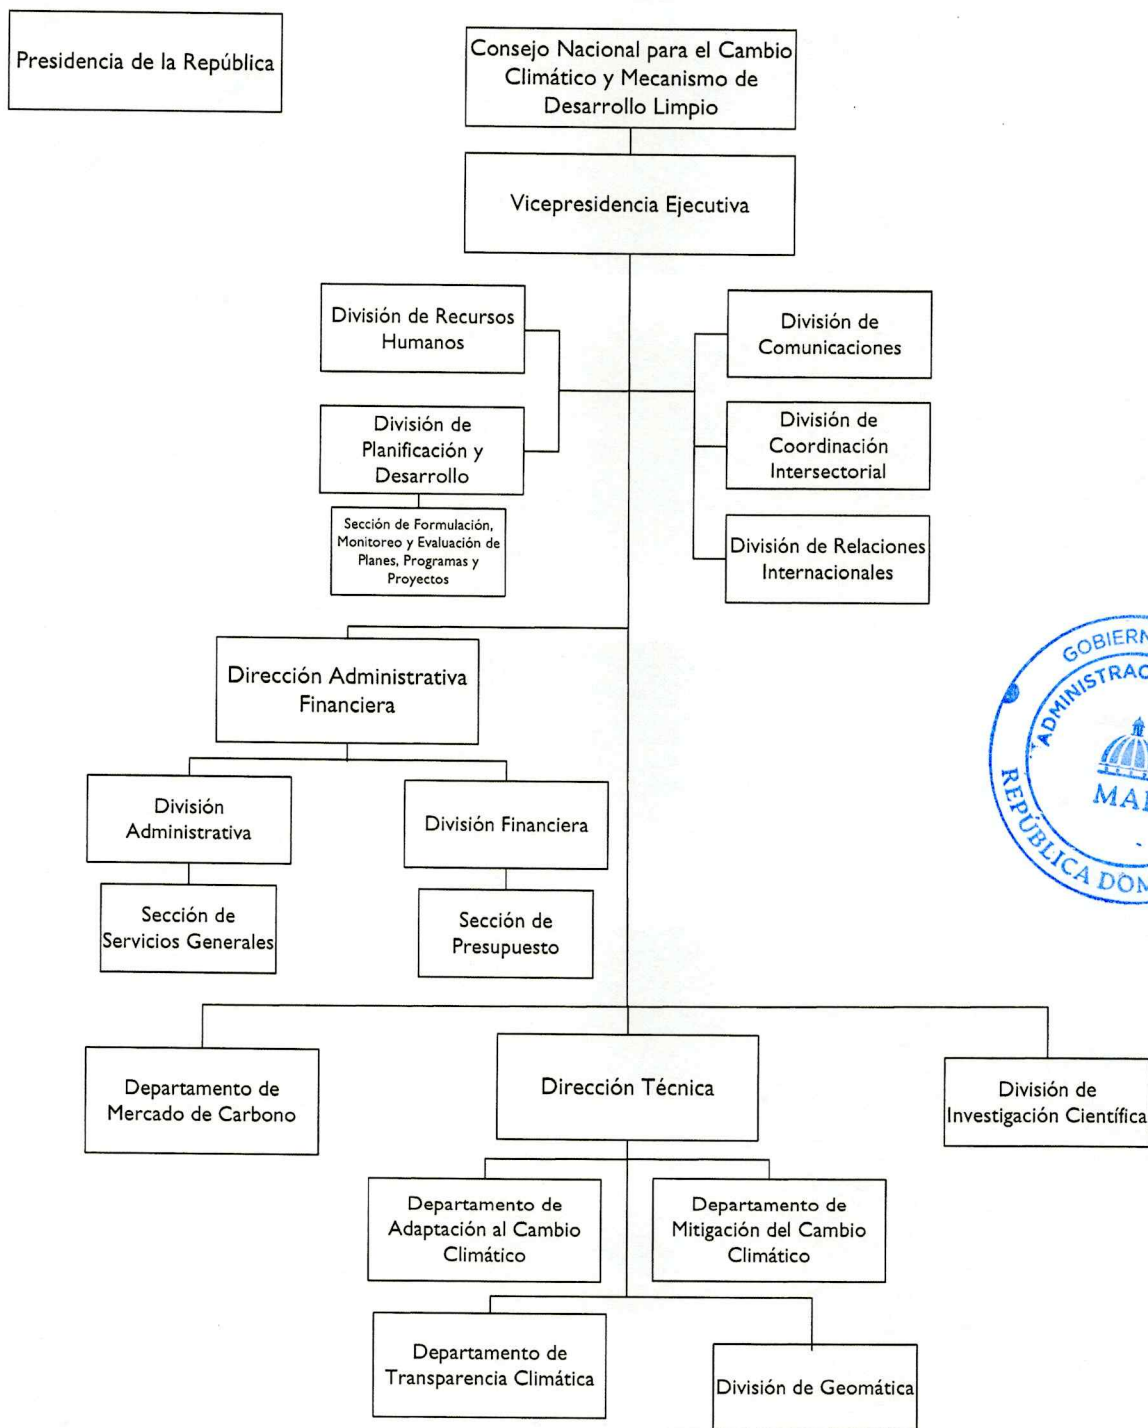 Presidencia de la República
Consejo Nacional para el Cambio
Climático y Mecanismo de
Desarrollo Limpio
Vicepresidencia Ejecutiva
División de Recursos
Humanos
División de
Comunicaciones
División de
Planificación y
Desarrollo
División de
Coordinación
Intersectorial
Sección de Formulación,
Monitoreo y Evaluación de
Planes, Programas y
Proyectos
División de Relaciones
Internacionales
Dirección Administrativa
Financiera
División
Administrativa
División Financiera
Sección de
Servicios Generales
Sección de
Presupuesto
Departamento de
Mercado de Carbono
Dirección Técnica
División de
Investigación Científica
Departamento de
Adaptación al Cambio
Climático
Departamento de
Mitigación del Cambio
Climático
Departamento de
Transparencia Climática
División de Geomática
REPÚBLICA